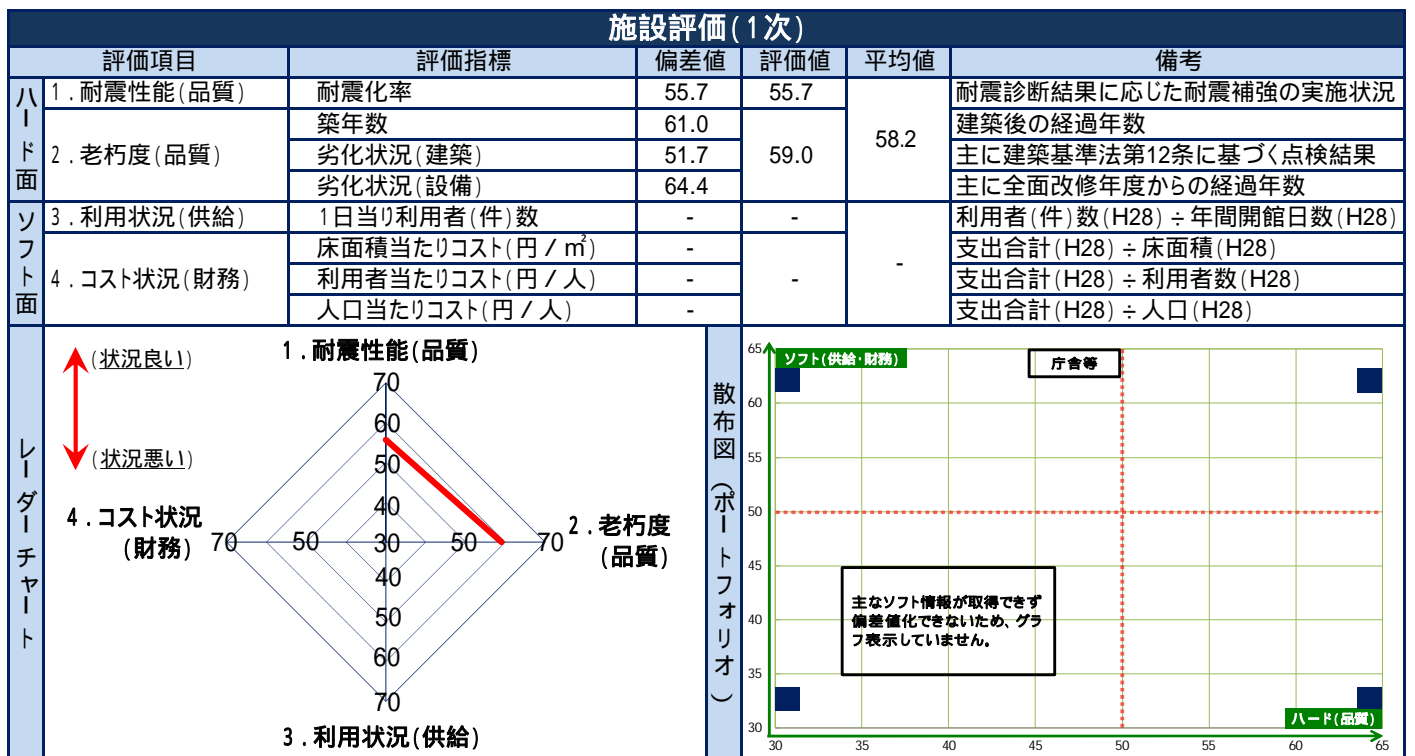 施設評価(1次)
評価項目 評価指標 偏差値 評価値 平均値 備考
ハード面
1．耐震性能(品質) 耐震化率 55.7 55.7 58.2 耐震診断結果に応じた耐震補強の実施状況
2．老朽度(品質) 築年数 61.0 59.0 建築後の経過年数
劣化状況(建築) 51.7 主に建築基準法第12条に基づく点検結果
劣化状況(設備) 64.4 主に全面改修年度からの経過年数
ソフト面
3．利用状況(供給) 1日当り利用者(件)数 - - - 利用者(件)数(H28)÷年間開館日数(H28)
4．コスト状況(財務) 床面積当たりコスト(円／㎡) - - 支出合計(H28)÷床面積(H28)
利用者当たりコスト(円／人) - 支出合計(H28)÷利用者数(H28)
人口当たりコスト(円／人) - 支出合計(H28)÷人口(H28)
レーダーチャート
(状況良い)
(状況悪い)
1．耐震性能(品質)
70
60
50
40
4．コスト状況
(財務)
70 50 30 50 70
2．老朽度
(品質)
40
50
60
70
3．利用状況(供給)
散布図(ポートフォリオ)
ソフト(供給・財務)
庁舎等
65
60
55
50
45
40
35
30
主なソフト情報が取得できず
偏差値化できないため、グラ
フ表示していません。
ハード(品質)
30 35 40 45 50 55 60 65